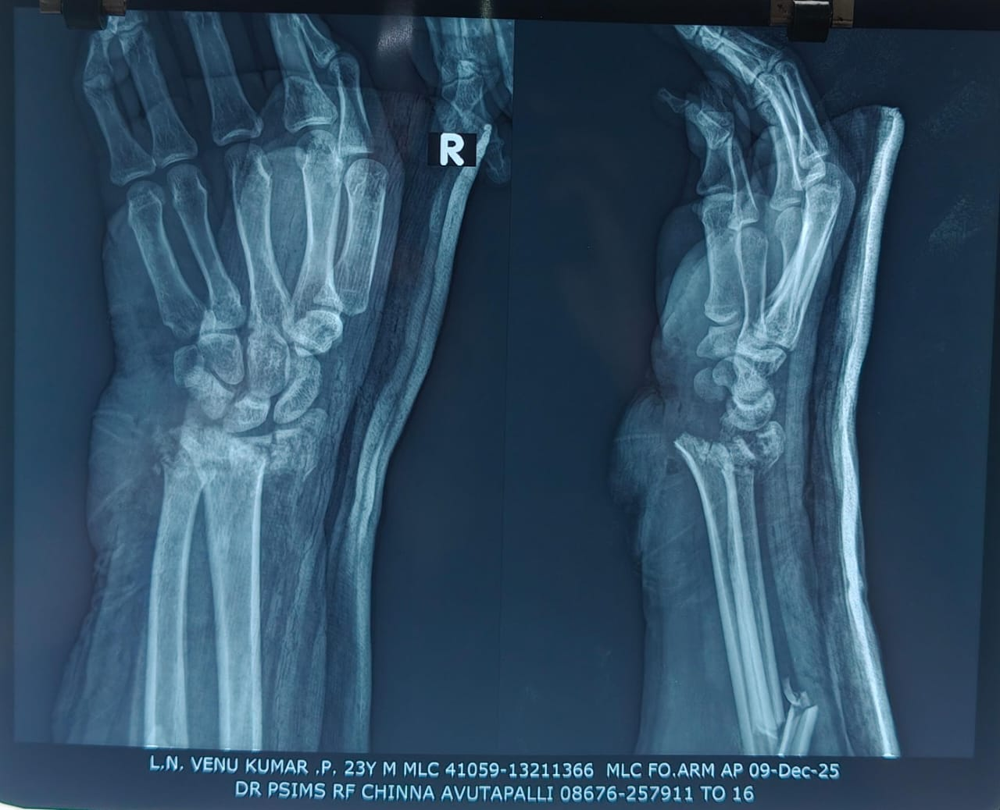 R
L.N. VENU KUMAR .P. 23Y M MLC 41059-13211366 MLC FO.ARM AP 09-Dec-25
DR PSIMS RF CHINNA AVUTAPALLI 08676-257911 TO 16